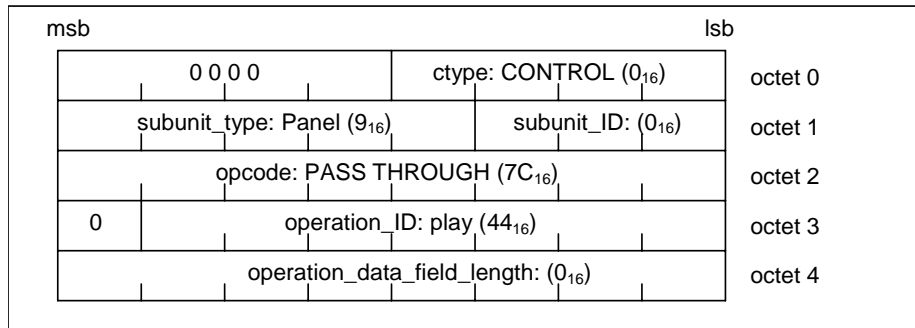 msb lsb
0 0 0 0 ctype: CONTROL (0₁₆) octet 0
subunit_type: Panel (9₁₆) subunit_ID: (0₁₆) octet 1
opcode: PASS THROUGH (7C₁₆) octet 2
0 operation_ID: play (44₁₆) octet 3
operation_data_field_length: (0₁₆) octet 4